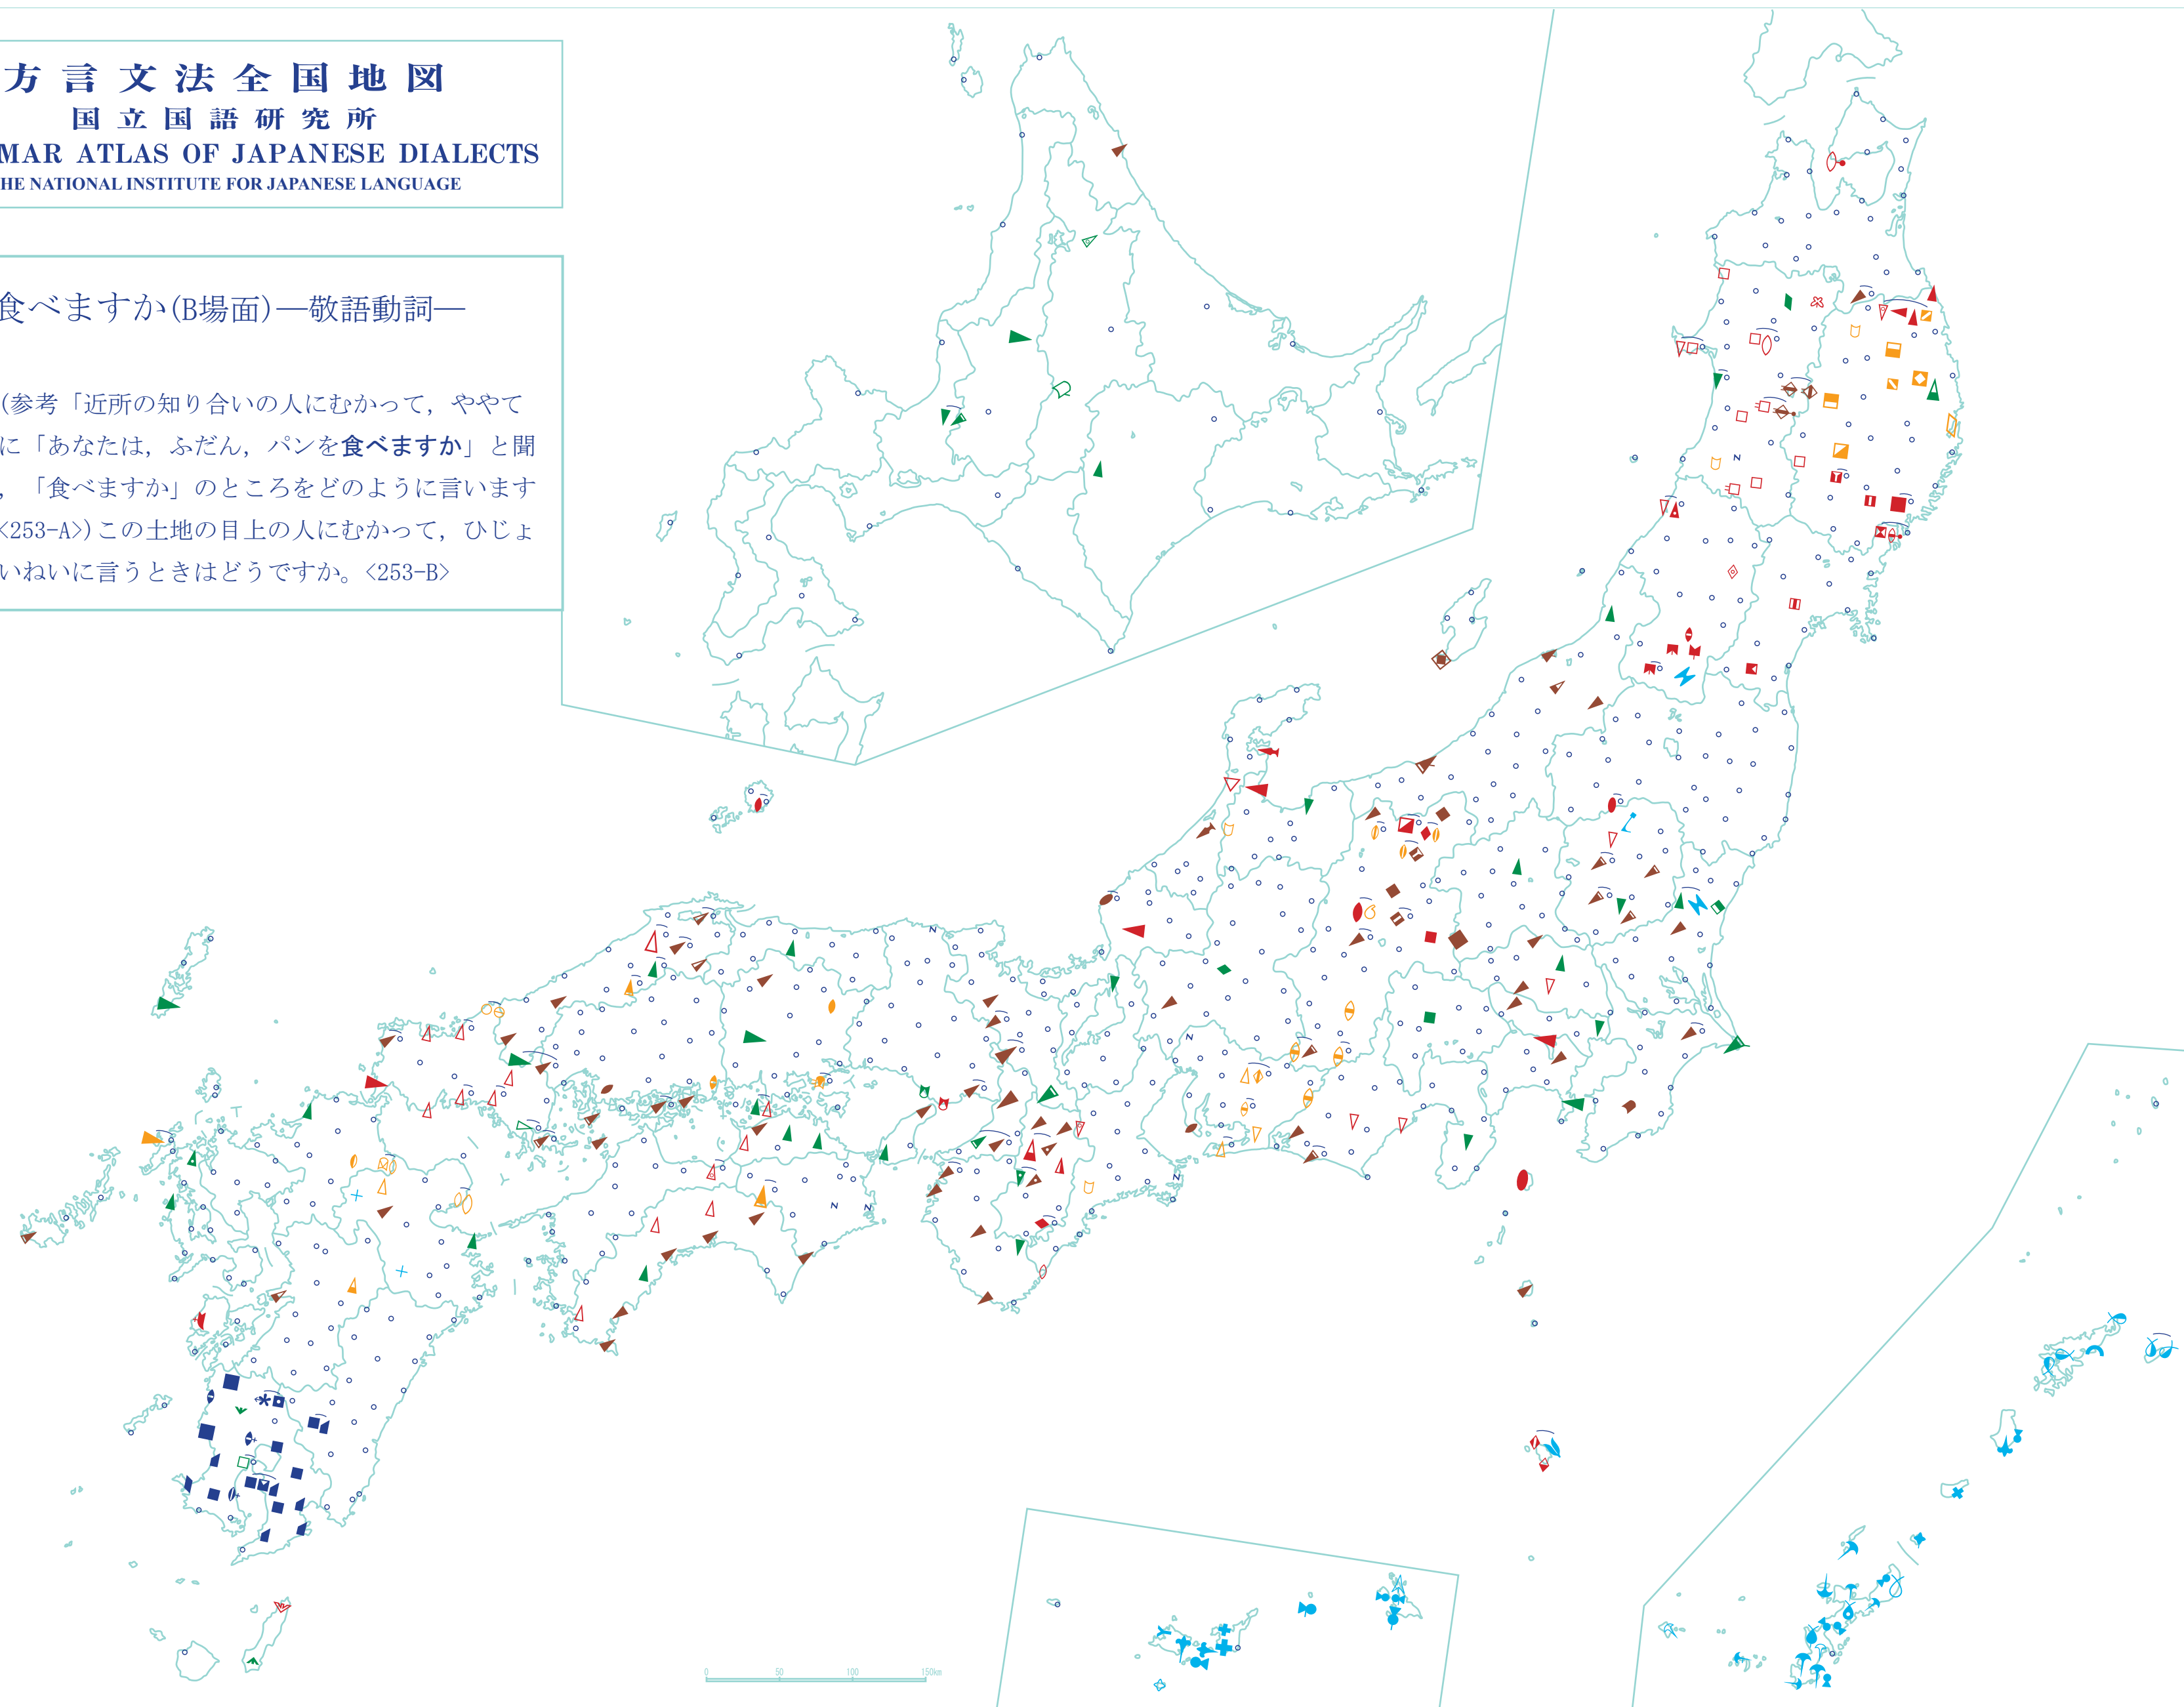 方言文法全国地図
国立国語研究所
MAR ATLAS OF JAPANESE DIALECTS
HE NATIONAL INSTITUTE FOR JAPANESE LANGUAGE
食べますか(B場面)―敬語動詞―
(参考「近所の知り合いの人にむかって，ややて
に「あなたは，ふだん，パンを食べますか」と聞
，「食べますか」のところをどのように言います
<253-A>)この土地の目上の人にむかって，ひじょ
いねいに言うときはどうですか。<253-B>
N
N
N
N
N
N
0 50 100 150km